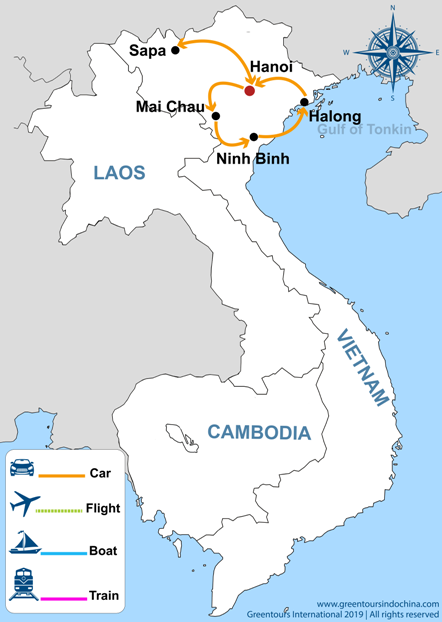 N
Sapa
Hanoi
W
E
S
Mai Chau
Halong
Gulf of Tonkin
Ninh Binh
LAOS
VIETNAM
CAMBODIA
Car
Flight
Boat
Train
www.greentoursindochina.com
Greentours International 2019 | All rights reserved